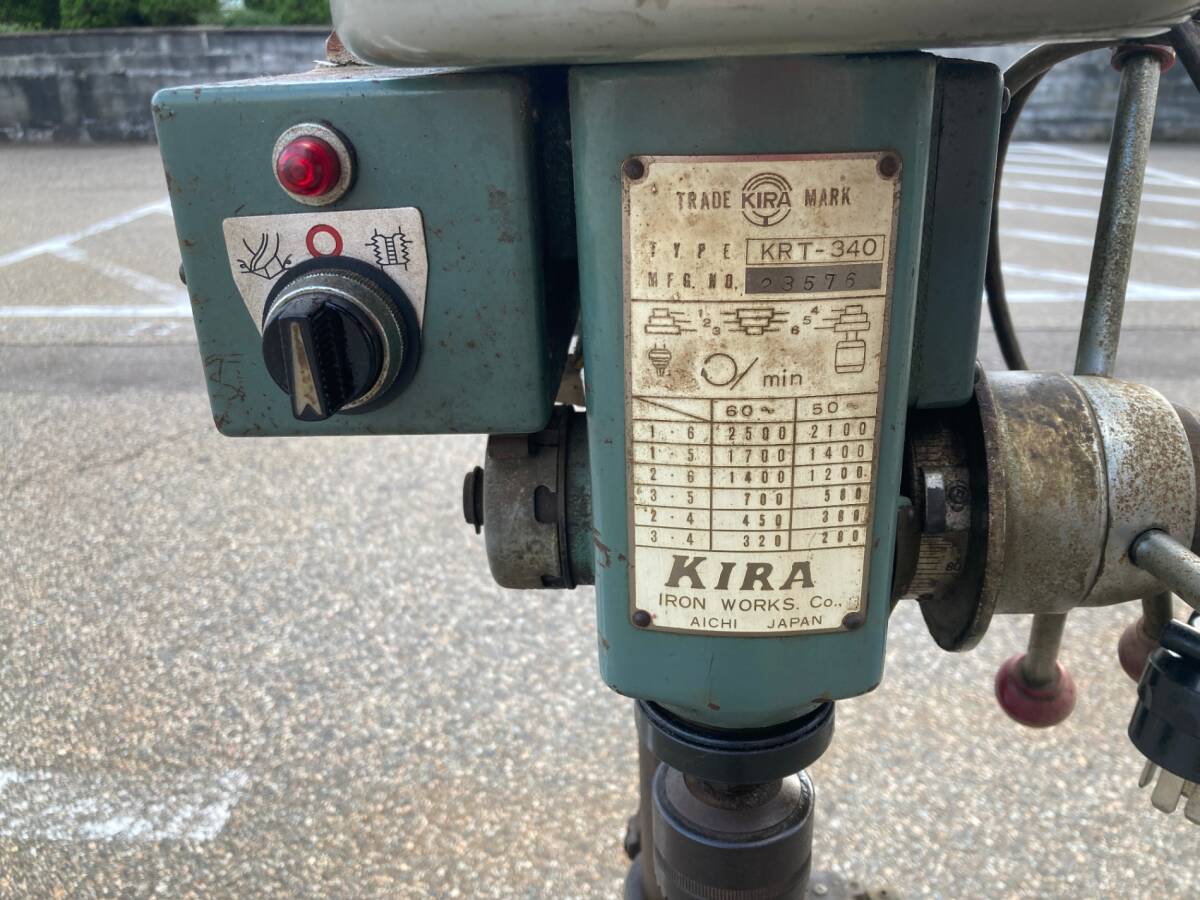 TRADE KIRA MARK
TYPE KRT-340
MFG. NO. 23576
1 2 3 6 5 4
/min
60~ 50~
1·6 2500 2100
1·5 1700 1400
2·6 1400 1200
3·5 700 580
2·4 450 380
3·4 320 280
KIRA
IRON WORKS. Co.,
AICHI JAPAN
80